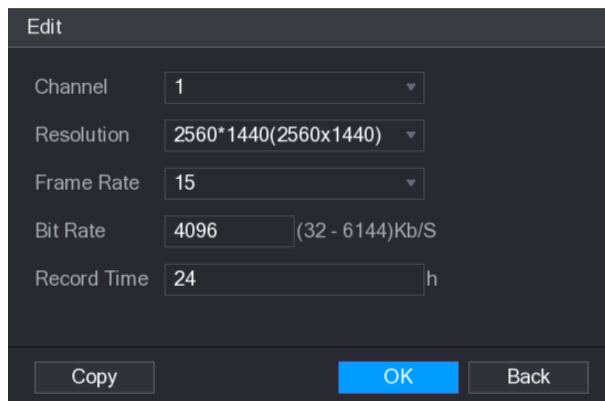 Edit
Channel 1
Resolution 2560*1440(2560x1440)
Frame Rate 15
Bit Rate 4096 (32 - 6144)Kb/S
Record Time 24 h
Copy OK Back